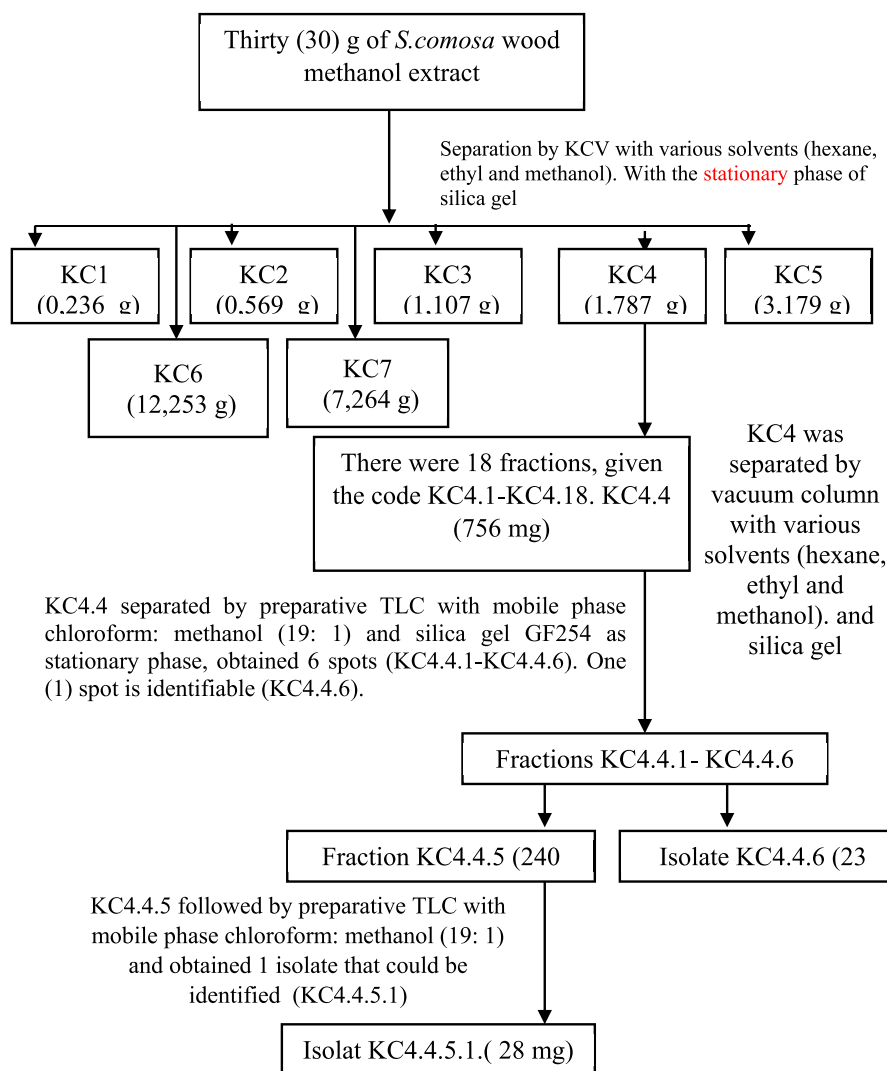 Thirty (30) g of S.comosa wood
methanol extract
Separation by KCV with various solvents (hexane,
ethyl and methanol). With the stationary phase of
silica gel
KC1
(0,236 g)
KC2
(0,569 g)
KC3
(1,107 g)
KC4
(1,787 g)
KC5
(3,179 g)
KC6
(12,253 g)
KC7
(7,264 g)
There were 18 fractions, given
the code KC4.1-KC4.18. KC4.4
(756 mg)
KC4 was
separated by
vacuum column
with various
solvents (hexane,
ethyl and
methanol). and
silica gel
KC4.4 separated by preparative TLC with mobile phase
chloroform: methanol (19: 1) and silica gel GF254 as
stationary phase, obtained 6 spots (KC4.4.1-KC4.4.6). One
(1) spot is identifiable (KC4.4.6).
Fractions KC4.4.1- KC4.4.6
Fraction KC4.4.5 (240
Isolate KC4.4.6 (23
KC4.4.5 followed by preparative TLC with
mobile phase chloroform: methanol (19: 1)
and obtained 1 isolate that could be
identified (KC4.4.5.1)
Isolat KC4.4.5.1.( 28 mg)